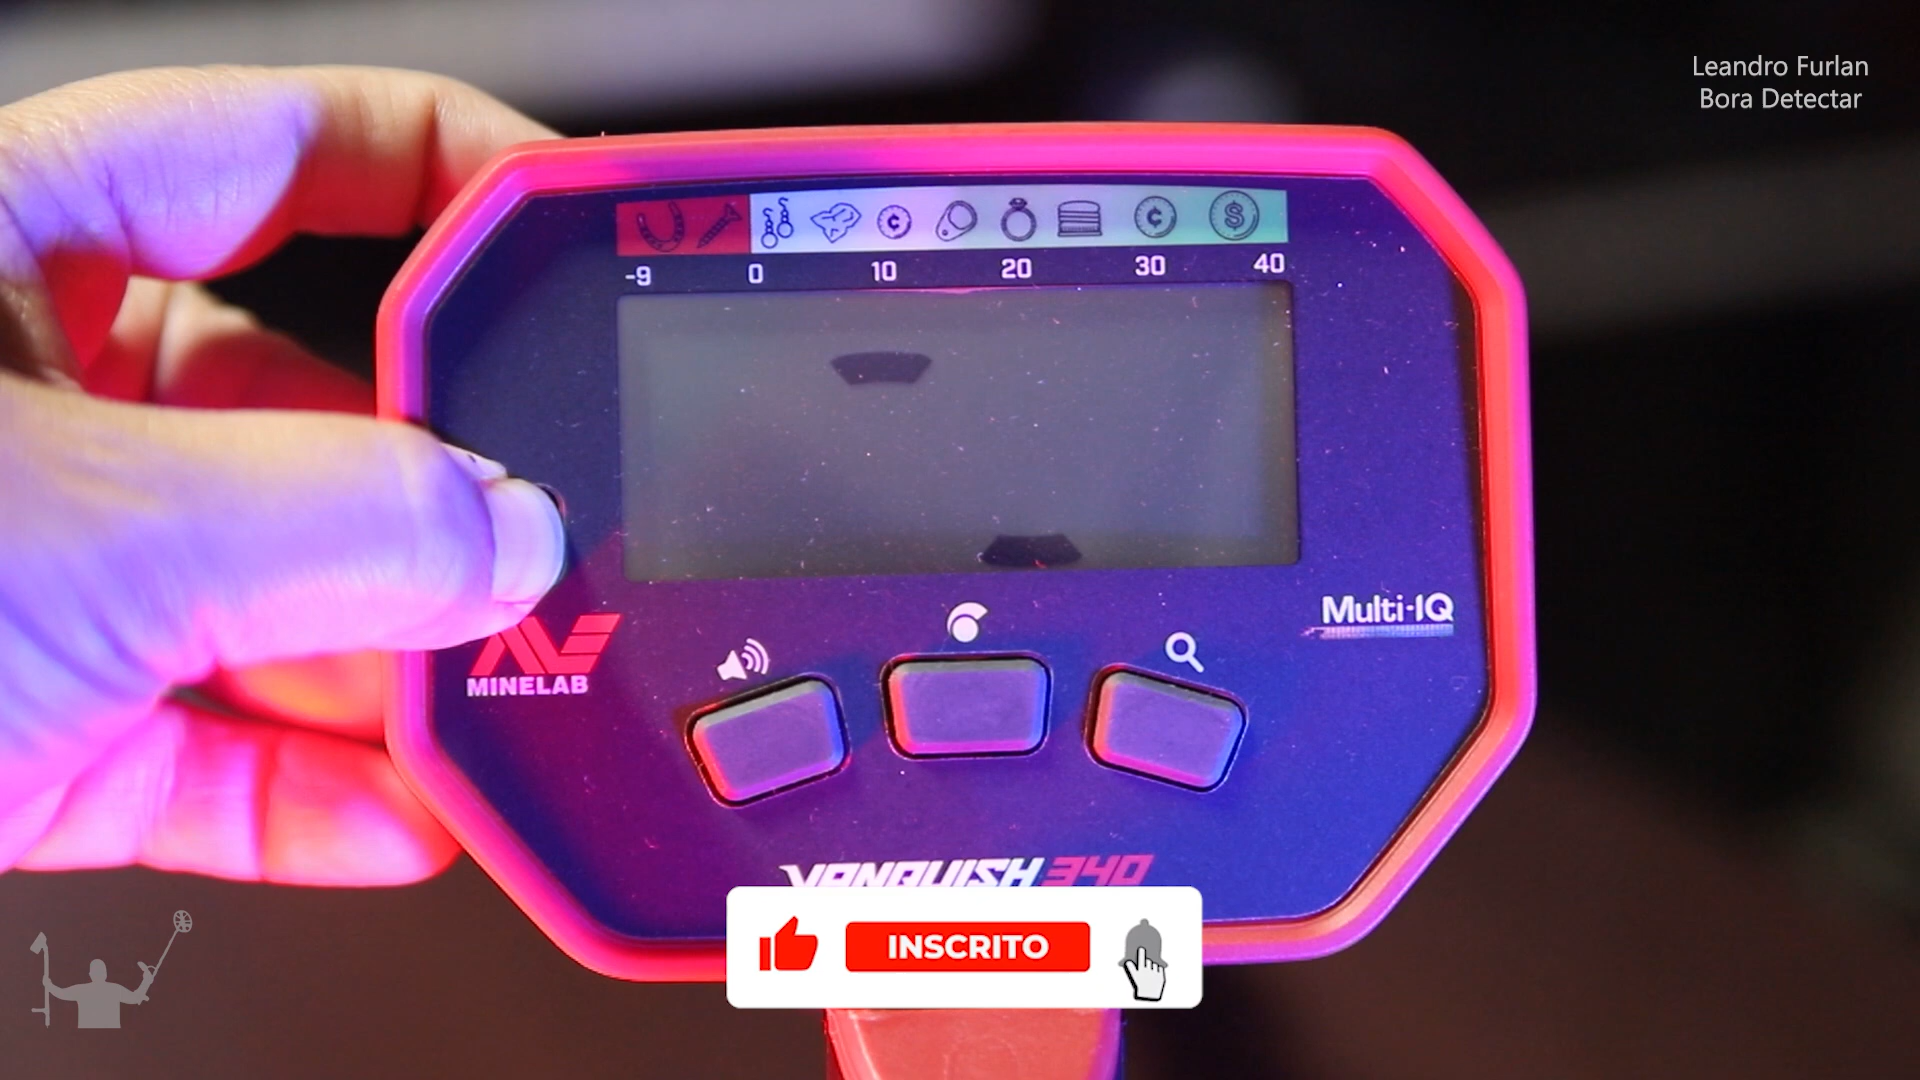 Leandro Furlan
Bora Detectar
-9 0 10 20 30 40
Multi-IQ
MINELAB
VANQUISH 340
INSCRITO